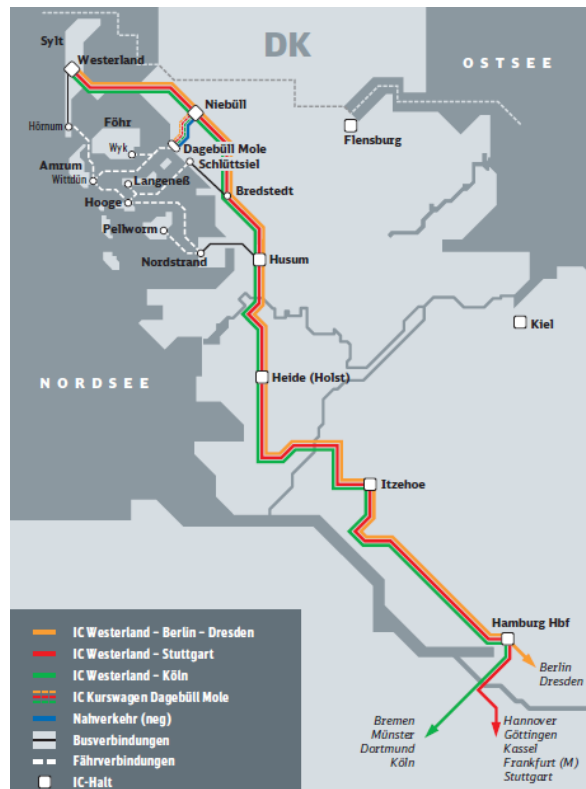 Sylt
DK
OSTSEE
Westerland
Niebüll
Hörnum
Föhr
Wyk
Flensburg
Dagebüll Mole
Schlüttsiel
Amrum
Wittdün
Langeneß
Bredstedt
Hooge
Pellworm
Nordstrand
Husum
Kiel
NORDSEE
Heide (Holst)
Itzehoe
Hamburg Hbf
Berlin
Dresden
Bremen
Münster
Dortmund
Köln
Hannover
Göttingen
Kassel
Frankfurt (M)
Stuttgart
IC Westerland – Berlin – Dresden
IC Westerland – Stuttgart
IC Westerland – Köln
IC Kurswagen Dagebüll Mole
Nahverkehr (neg)
Busverbindungen
Fährverbindungen
IC-Halt